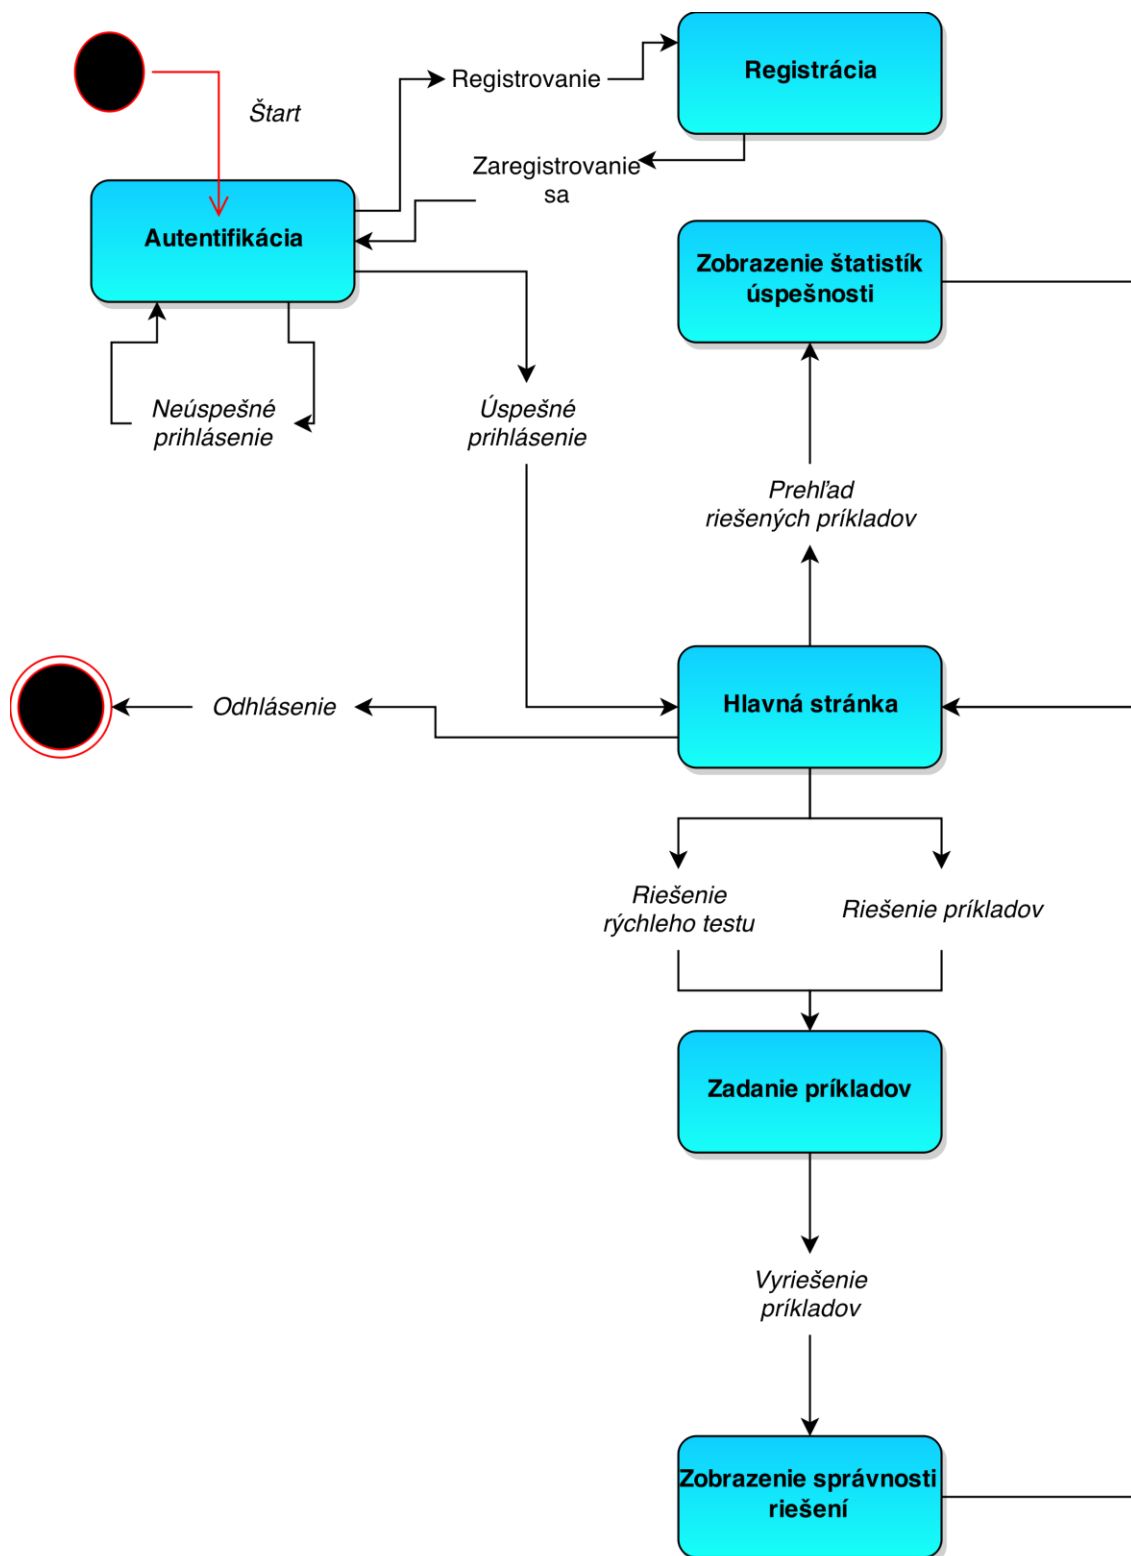 Registrácia
Registrovanie
Štart
Zaregistrovanie
sa
Autentifikácia
Zobrazenie štatistík
úspešnosti
Neúspešné
prihlásenie
Úspešné
prihlásenie
Prehľad
riešených príkladov
Odhlásenie
Hlavná stránka
Riešenie
rýchleho testu
Riešenie príkladov
Zadanie príkladov
Vyriešenie
príkladov
Zobrazenie správnosti
riešení